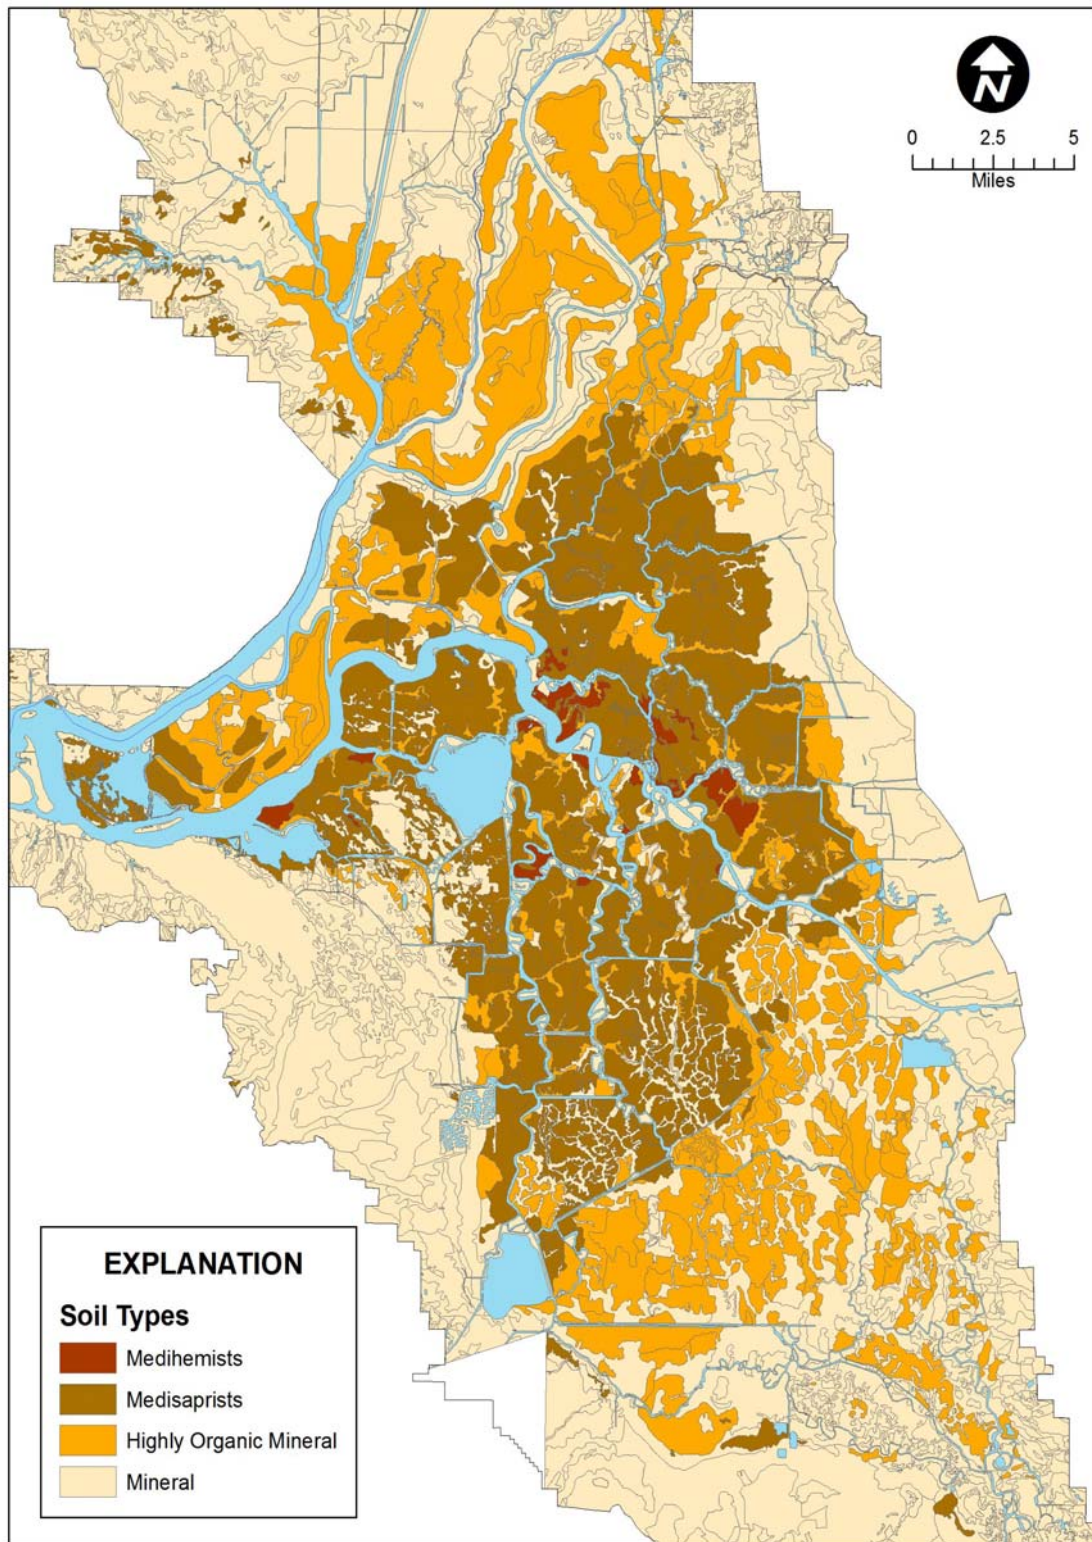 N
0 2.5 5
Miles
EXPLANATION
Soil Types
Medihemists
Medisaprists
Highly Organic Mineral
Mineral